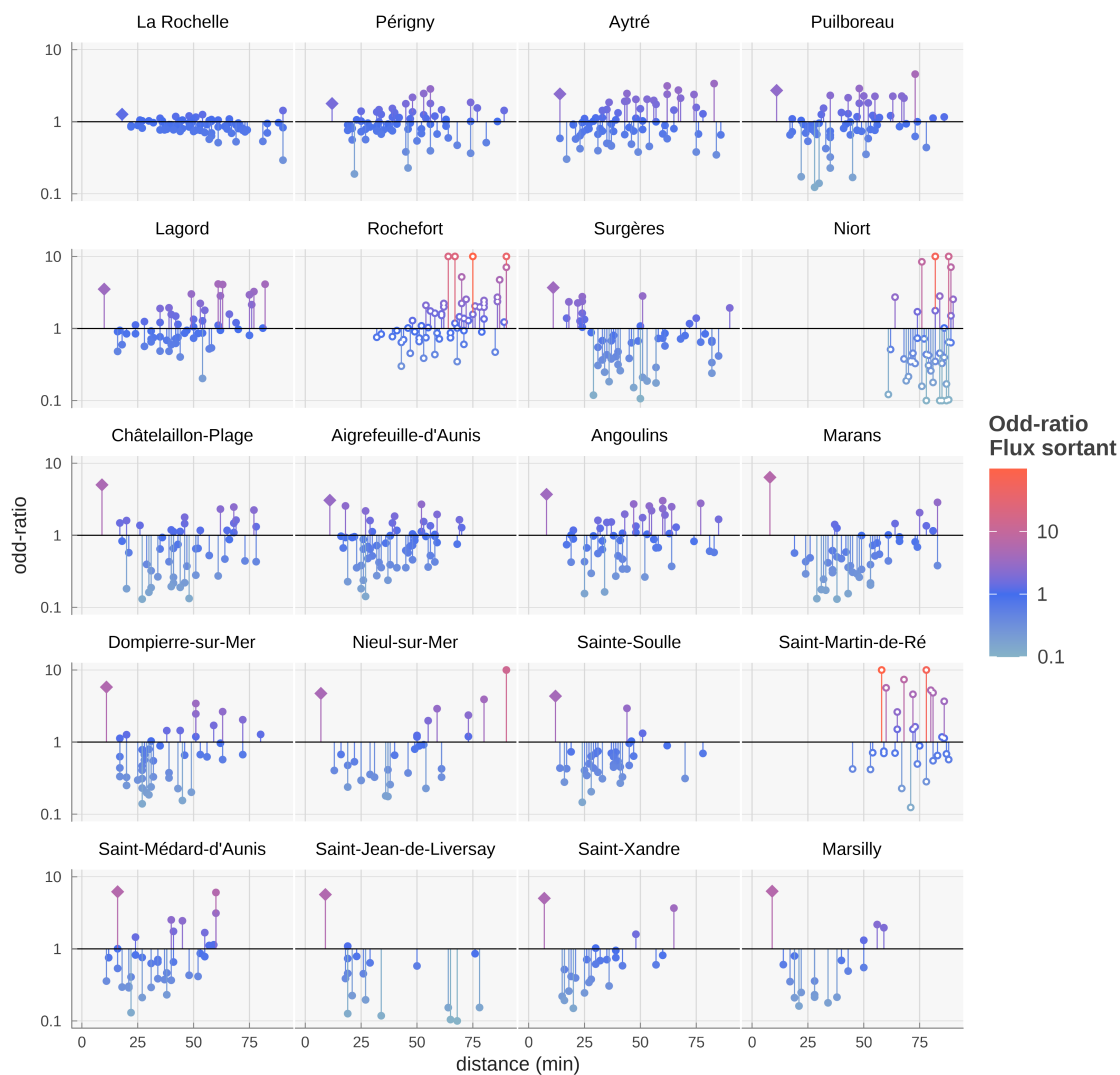 La Rochelle Périgny Aytré Puilboreau
10
1
0.1
Lagord Rochefort Surgères Niort
10
1
0.1
Châtelaillon-Plage Aigrefeuille-d'Aunis Angoulins Marans
10
1
0.1
Dompierre-sur-Mer Nieul-sur-Mer Sainte-Soulle Saint-Martin-de-Ré
10
1
0.1
Saint-Médard-d'Aunis Saint-Jean-de-Liversay Saint-Xandre Marsilly
10
1
0.1
0 25 50 75 0 25 50 75 0 25 50 75 0 25 50 75
distance (min)
odd-ratio
Odd-ratio
Flux sortant
10
1
0.1